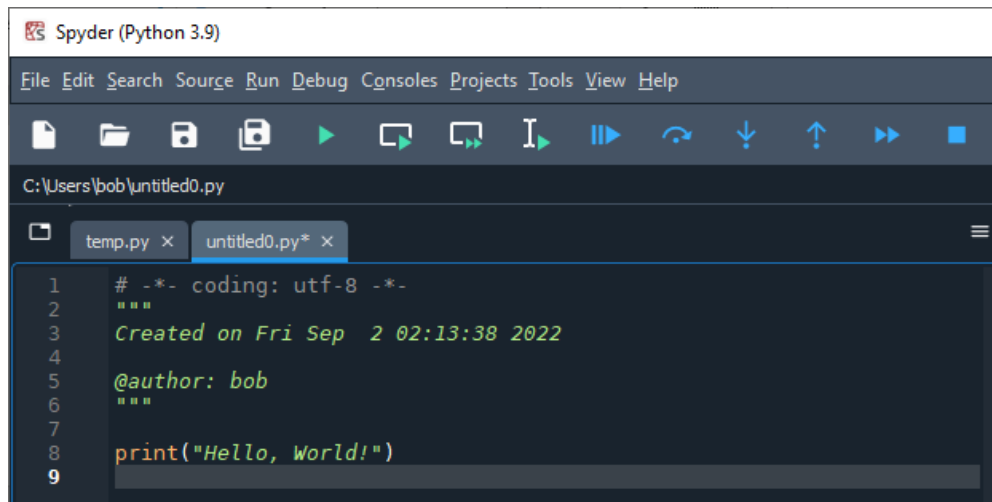 Spyder (Python 3.9)
File Edit Search Source Run Debug Consoles Projects Tools View Help
C:\Users\bob\untitled0.py
temp.py × untitled0.py* ×
1 # -*- coding: utf-8 -*-
2 """
3 Created on Fri Sep  2 02:13:38 2022
4
5 @author: bob
6 """
7
8 print("Hello, World!")
9